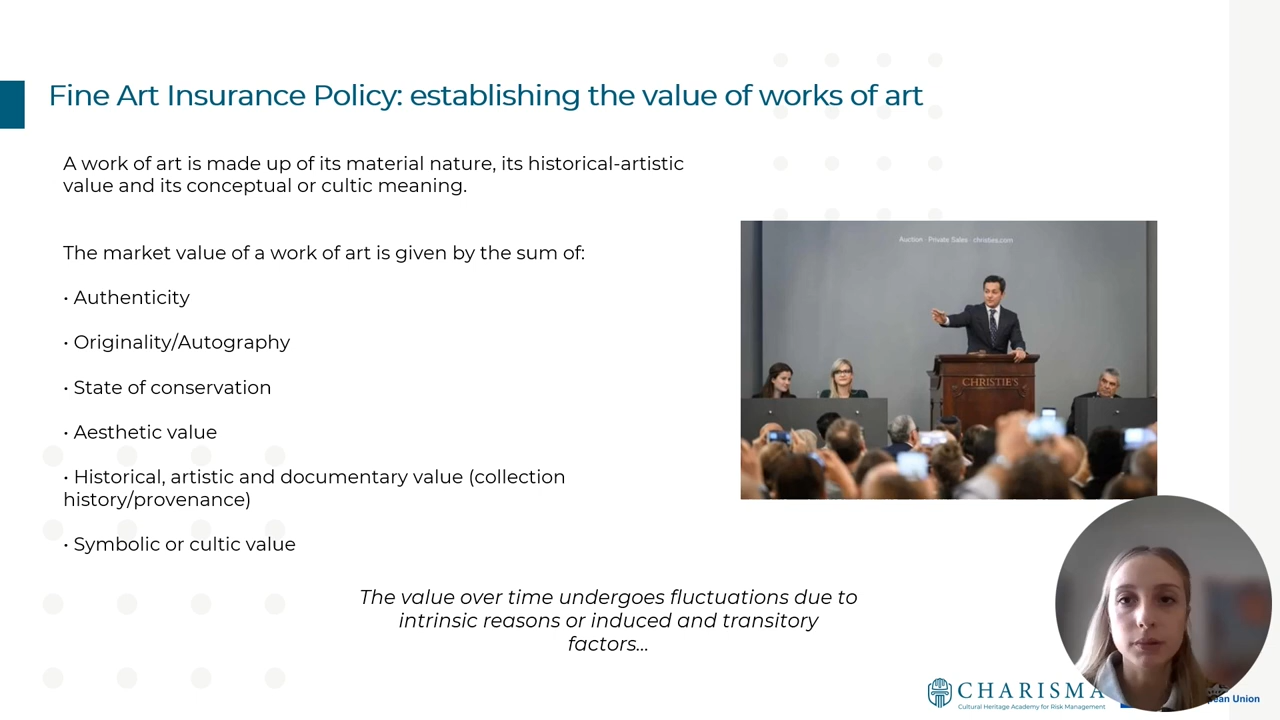 Fine Art Insurance Policy: establishing the value of works of art
A work of art is made up of its material nature, its historical-artistic
value and its conceptual or cultic meaning.
The market value of a work of art is given by the sum of:
• Authenticity
• Originality/Autography
• State of conservation
• Aesthetic value
• Historical, artistic and documentary value (collection
history/provenance)
• Symbolic or cultic value
The value over time undergoes fluctuations due to
intrinsic reasons or induced and transitory
factors...
Auction · Private Sales · christies.com
CHRISTIE'S
CHARISMA
Cultural Heritage Academy for Risk Management
Union